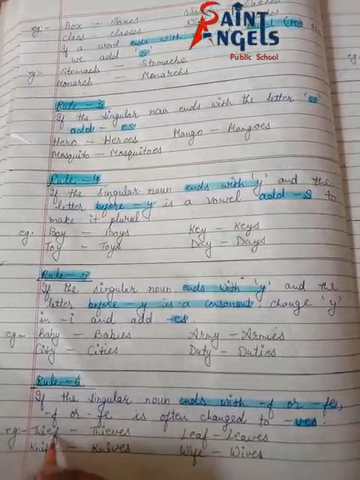 eg:- Box - Boxes
Class - classes
If a word ends with
SAINT ANGELS
Public School
we add 's'
eg:- Stomach - Stomachs
Monarch - Monarchs
Rule - 3
If the singular noun ends with the letter 'o'
add - es
Hero - Heroes Mango - Mangoes
Mosquito - Mosquitoes
Rule - 4
If the singular noun ends with 'y' and the
letter before - y is a vowel add -s to
make it plural
eg. Boy - Boys Key - Keys
Toy - Toys Day - Days
Rule - 5
If the singular noun ends with 'y' and the
letter before - y is a consonant, change 'y'
in - i and add -es.
eg - Baby - Babies Army - Armies
City - Cities Duty - Duties
Rule - 6
If the singular noun ends with -f or -fe,
-f or -fe is often changed to -ves.
eg:- Thief - Thieves Leaf - Leaves
Knife - Knives Wife - Wives